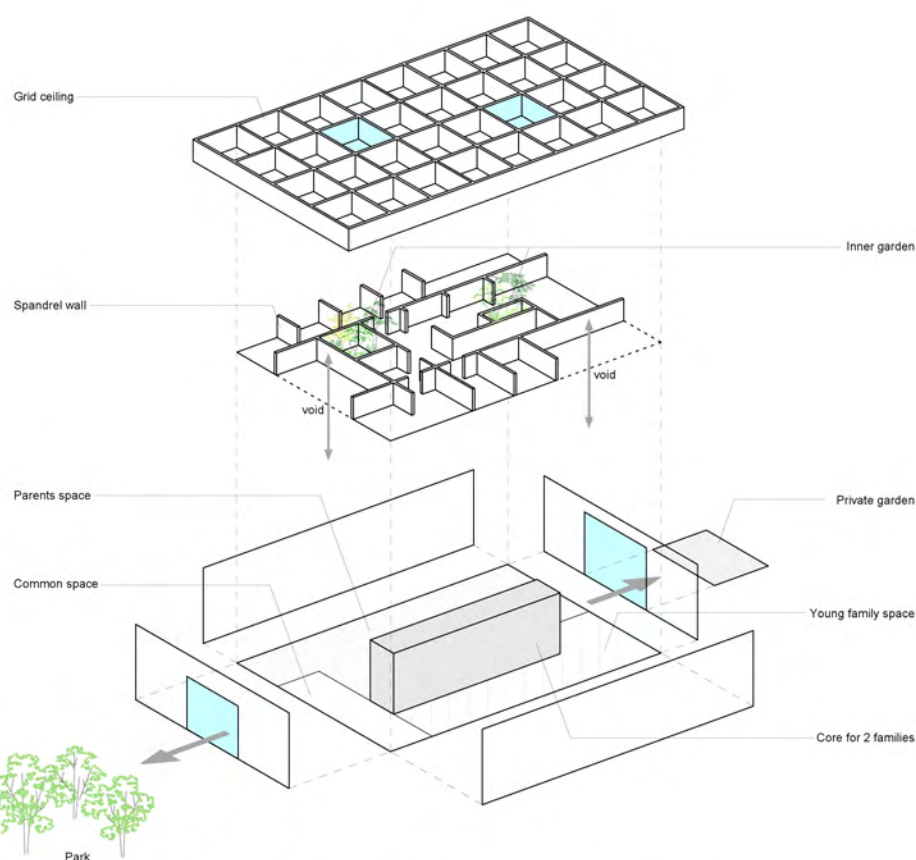 Grid ceiling
Inner garden
Spandrel wall
void
void
Parents space
Private garden
Common space
Young family space
Core for 2 families
Park